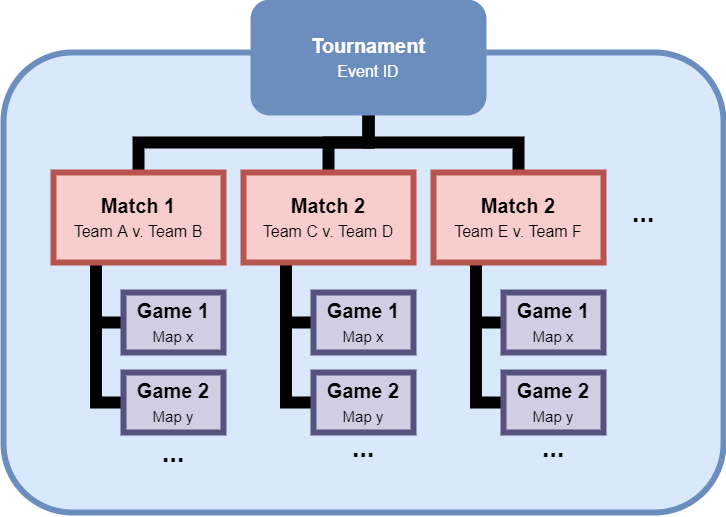 Tournament
Event ID
Match 1
Team A v. Team B
Match 2
Team C v. Team D
Match 2
Team E v. Team F
...
Game 1
Map x
Game 1
Map x
Game 1
Map x
Game 2
Map y
Game 2
Map y
Game 2
Map y
...
...
...